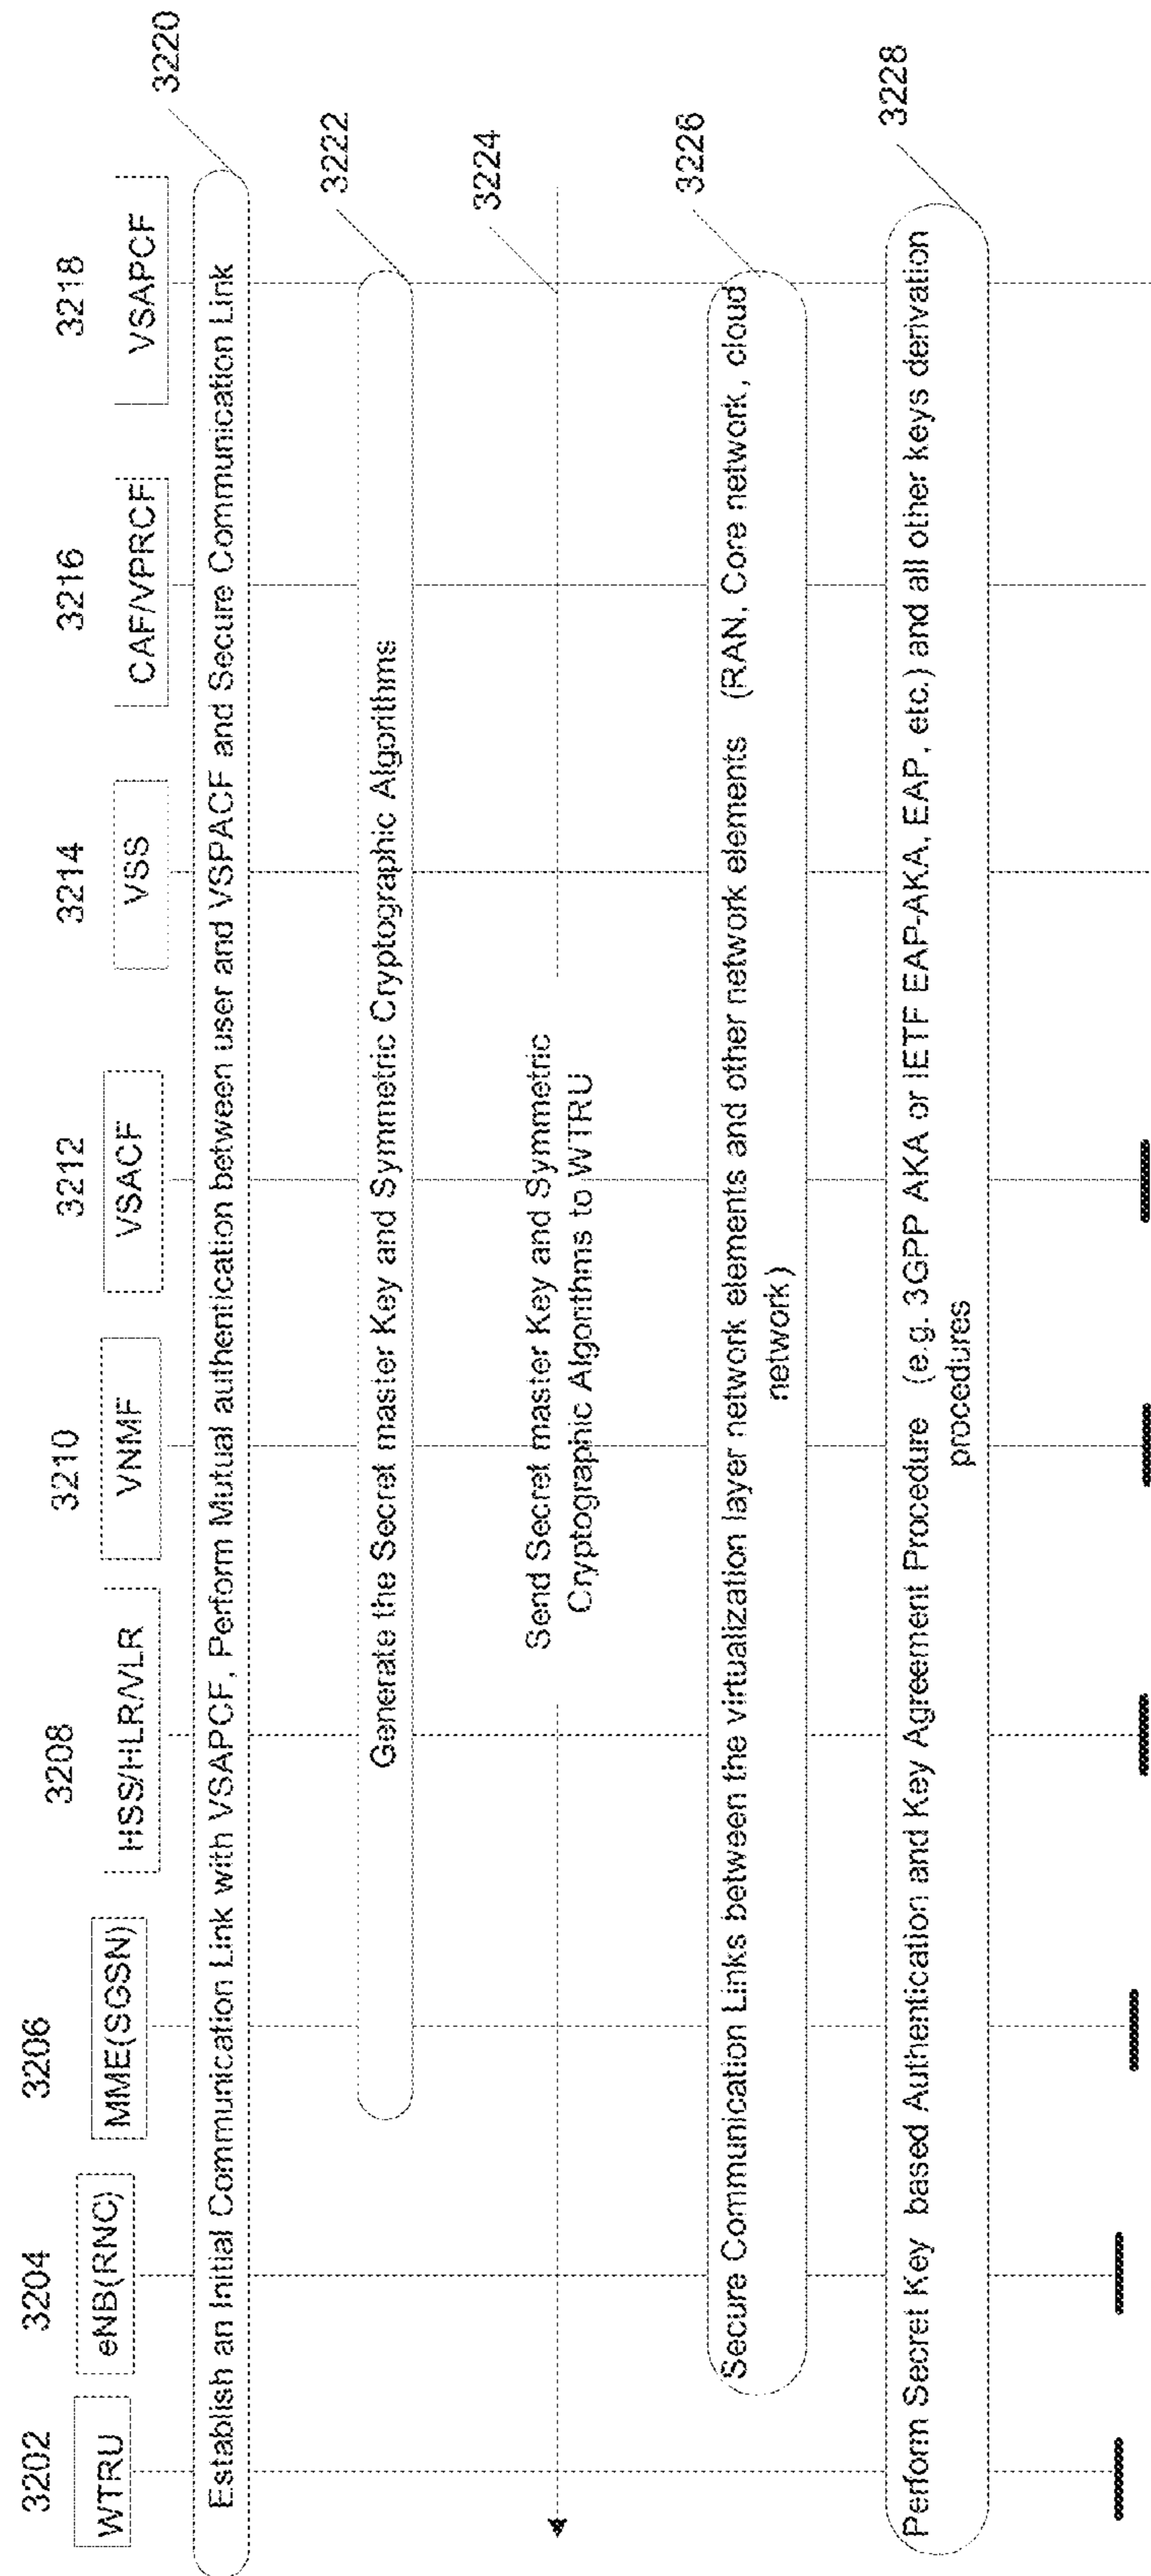 3202
3204
3206
3208
3210
3212
3214
3216
3218
WTRU
eNB(RNC)
MME(SGSN)
HSS/HLR/VLR
VNMF
VSACF
VSS
CAF/VPRCF
VSAPCF
Establish an Initial Communication Link with VSAPCF, Perform Mutual authentication between user and VSPACF and Secure Communication Link
3220
Generate the Secret master Key and Symmetric Cryptographic Algorithms
3222
Send Secret master Key and Symmetric
Cryptographic Algorithms to WTRU
3224
Secure Communication Links between the virtualization layer network elements and other network elements (RAN, Core network, cloud
network)
3226
Perform Secret Key based Authentication and Key Agreement Procedure (e.g. 3GPP AKA or IETF EAP-AKA, EAP, etc.) and all other keys derivation
procedures
3228